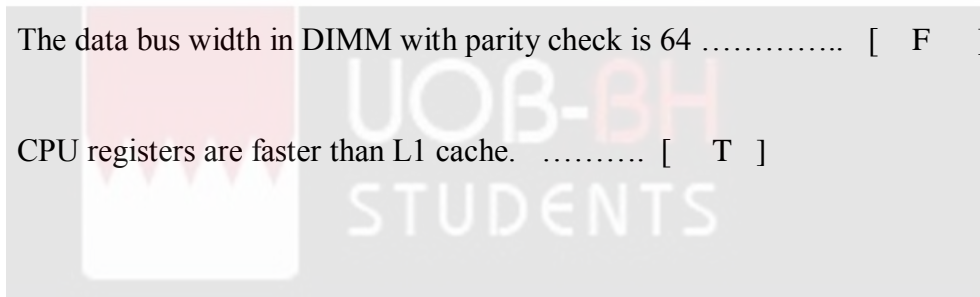 The data bus width in DIMM with parity check is 64 ………….. [ F ]
CPU registers are faster than L1 cache. ………. [ T ]
UOB-BH
STUDENTS